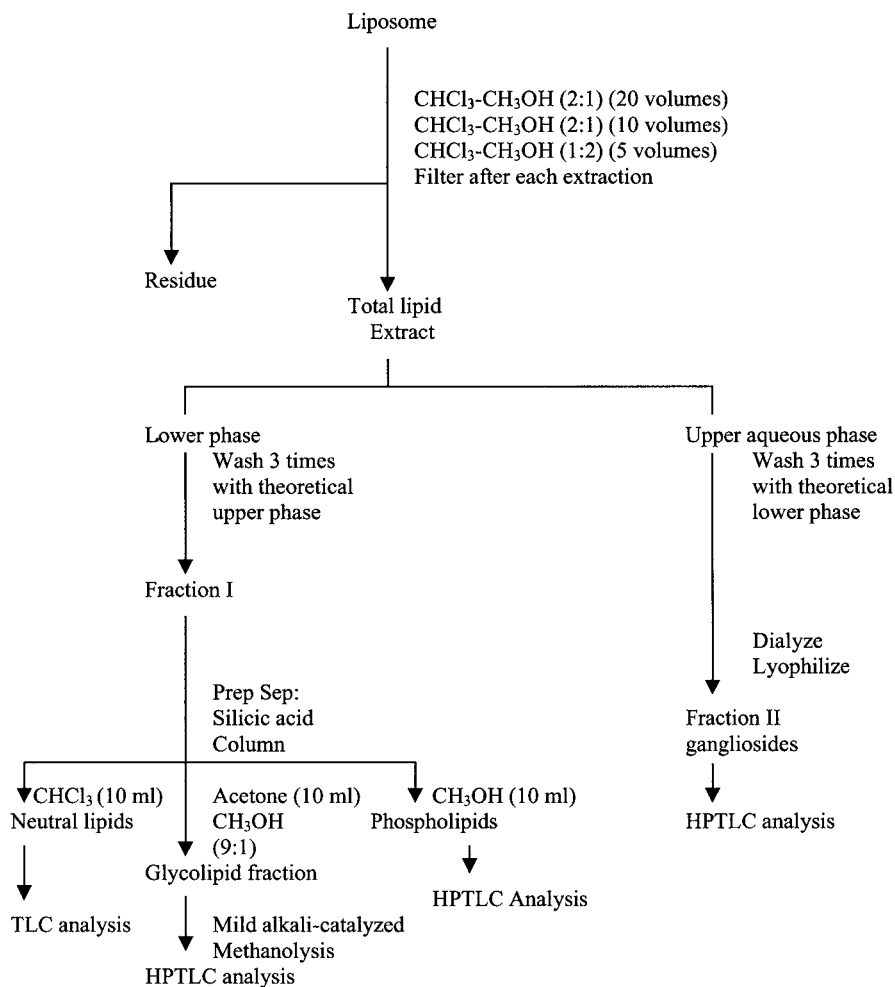 Liposome
CHCl₃-CH₃OH (2:1) (20 volumes)
CHCl₃-CH₃OH (2:1) (10 volumes)
CHCl₃-CH₃OH (1:2) (5 volumes)
Filter after each extraction
Residue
Total lipid
Extract
Lower phase
Wash 3 times
with theoretical
upper phase
Upper aqueous phase
Wash 3 times
with theoretical
lower phase
Fraction I
Dialyze
Lyophilize
Prep Sep:
Silicic acid
Column
Fraction II
gangliosides
CHCl₃ (10 ml)
Neutral lipids
Acetone (10 ml)
CH₃OH
(9:1)
Glycolipid fraction
CH₃OH (10 ml)
Phospholipids
HPTLC analysis
HPTLC Analysis
TLC analysis
Mild alkali-catalyzed
Methanolysis
HPTLC analysis